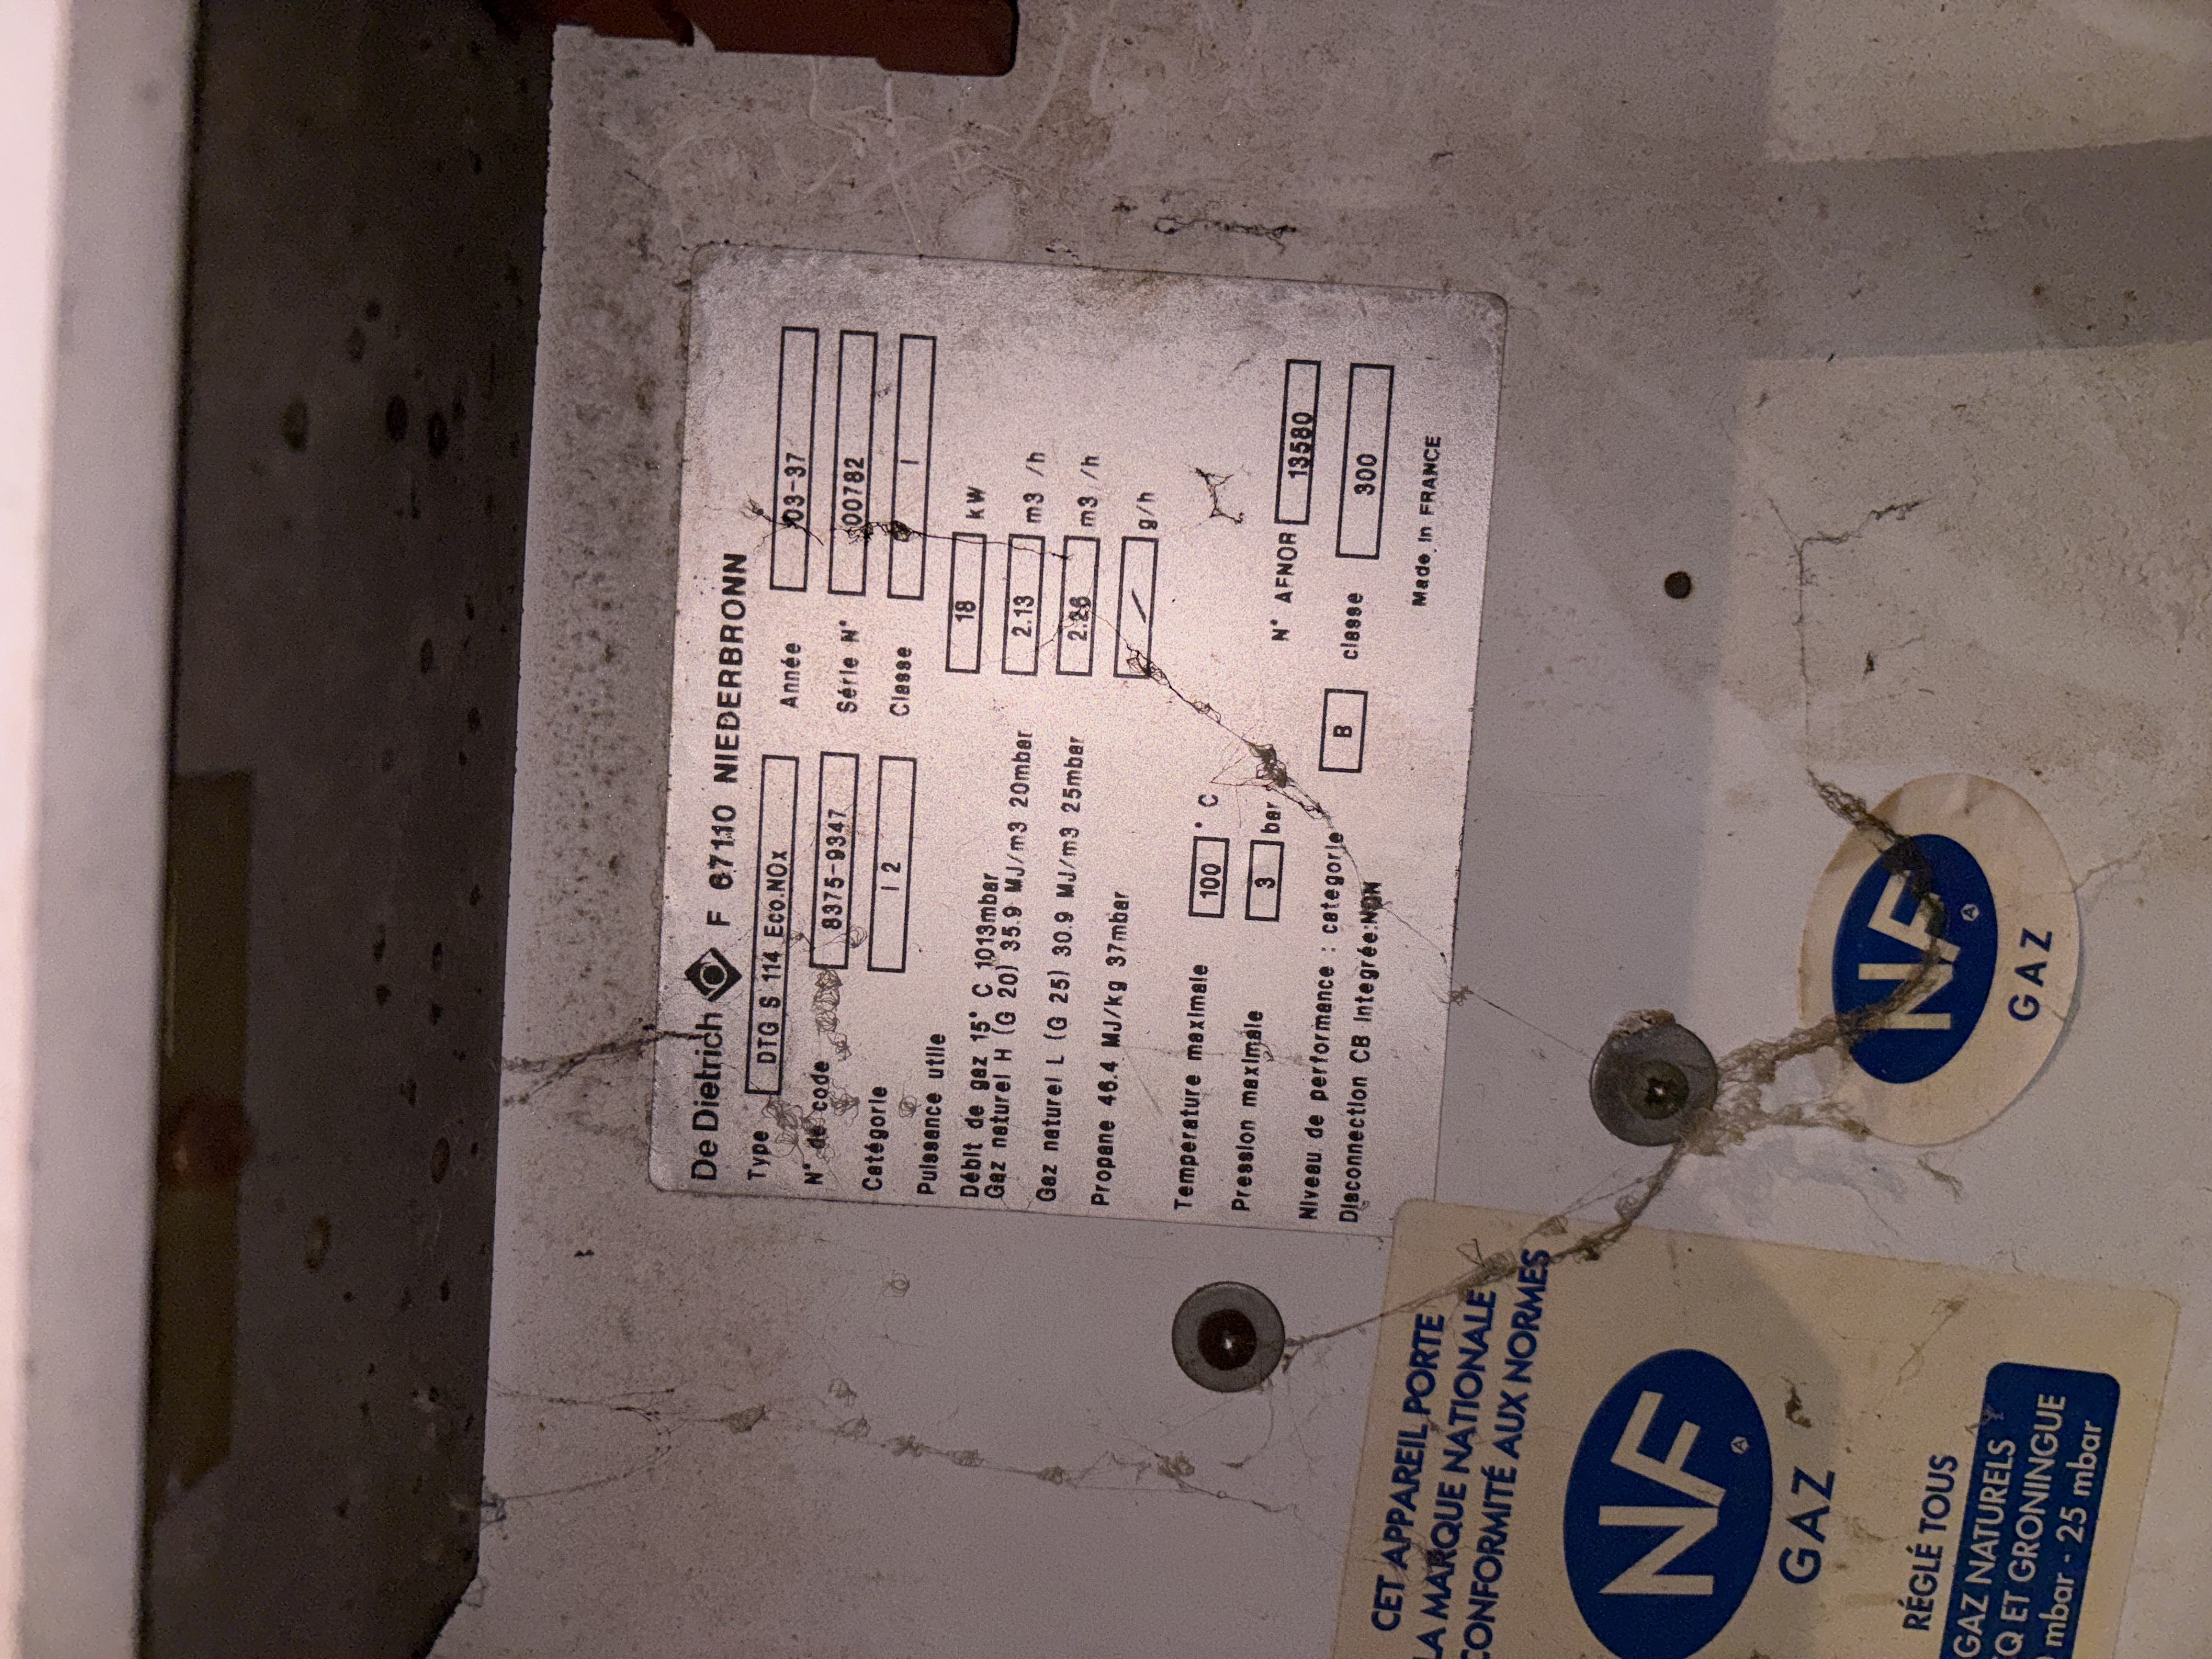 De Dietrich F 67110 NIEDERBRONN
Type DTG S 114 Eco.NOx Année 03-37
N° de code 8375-9347 Série N° 00782
Catégorie I 2 Classe I
Puissance utile 18 kW
Débit de gaz 15° C 1013mbar
Gaz naturel H (G 20) 35.9 MJ/m3 20mbar 2.13 m3 /h
Gaz naturel L (G 25) 30.9 MJ/m3 25mbar 2.26 m3 /h
Propane 46.4 MJ/kg 37mbar / g/h
Temperature maximale 100 ° C
Pression maximale 3 bar
N° AFNOR 13580
Niveau de performance : categorie B classe 300
Disconnection CB integrée:NON
Made in FRANCE
NF
GAZ
CET APPAREIL PORTE
LA MARQUE NATIONALE
CONFORMITÉ AUX NORMES
NF
GAZ
RÉGLÉ TOUS
GAZ NATURELS
ET GRONINGUE
mbar - 25 mbar